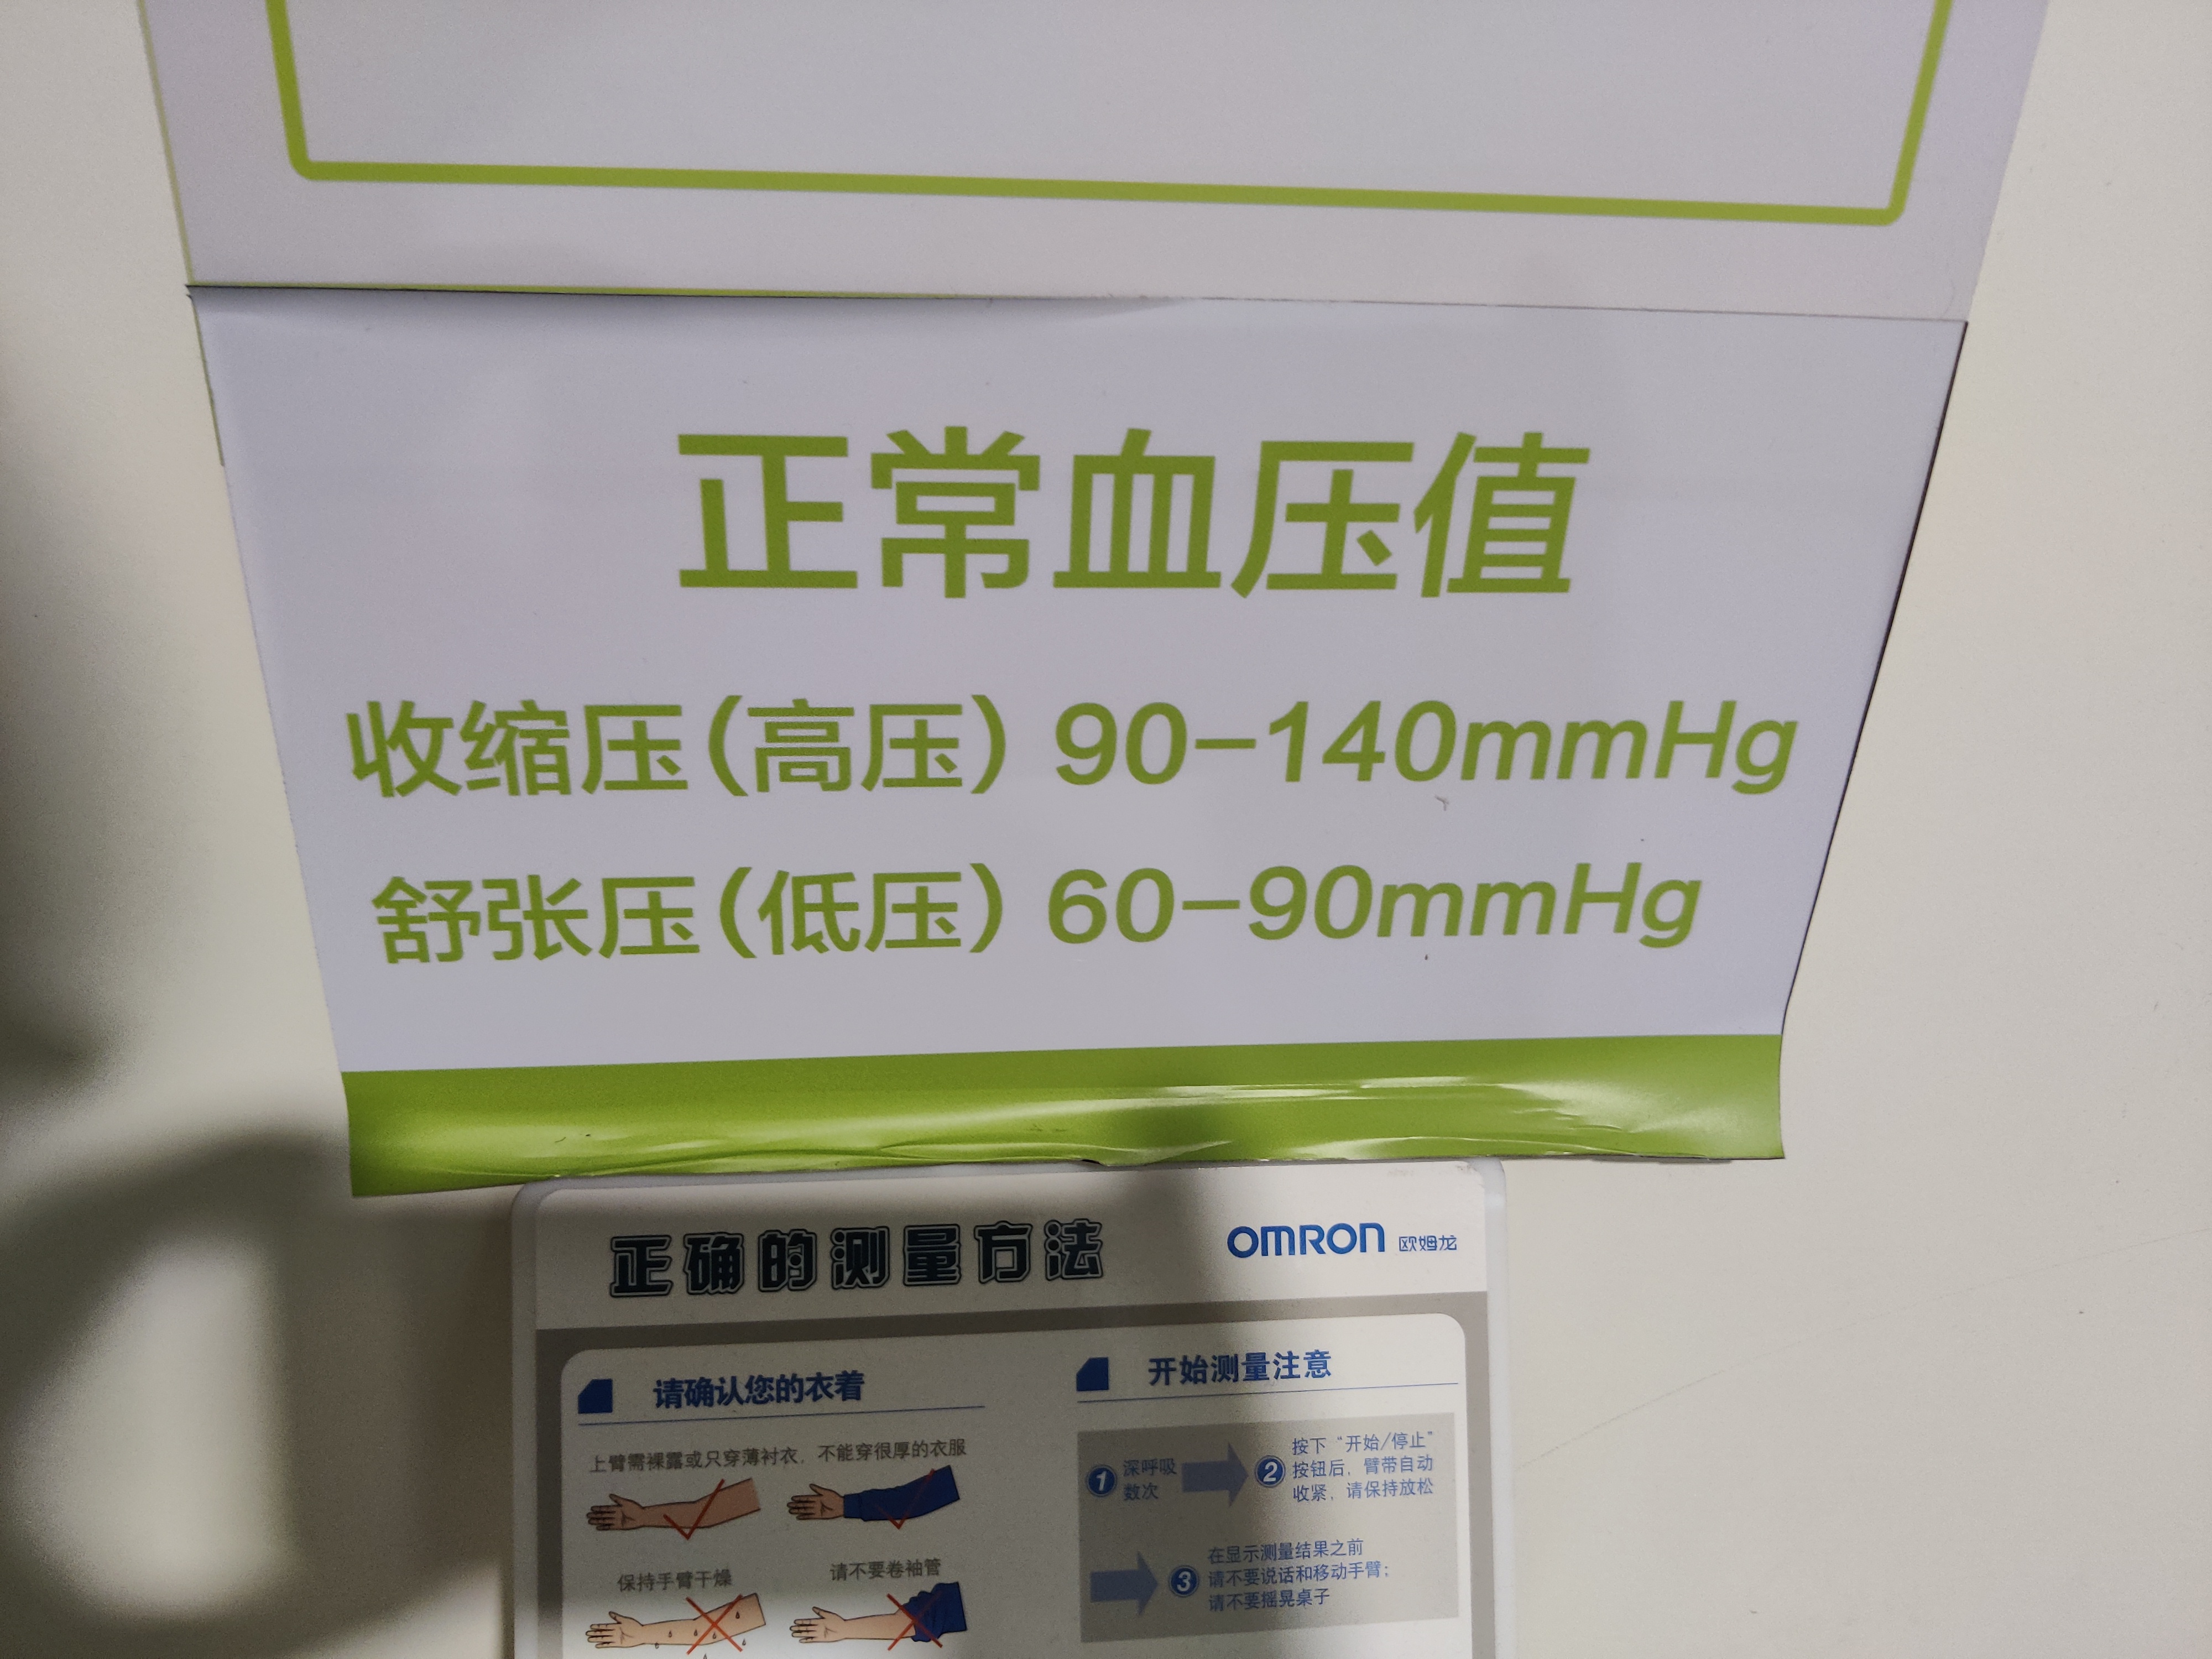 正常血压值
收缩压(高压) 90-140mmHg
舒张压(低压) 60-90mmHg
正确的测量方法
OMRON 欧姆龙
请确认您的衣着
上臂需裸露或只穿薄衬衣，不能穿很厚的衣服
保持手臂干燥
请不要卷袖管
开始测量注意
1 深呼吸
数次
2 按下“开始/停止”
按钮后，臂带自动
收紧，请保持放松
3 在显示测量结果之前
请不要说话和移动手臂；
请不要摇晃桌子